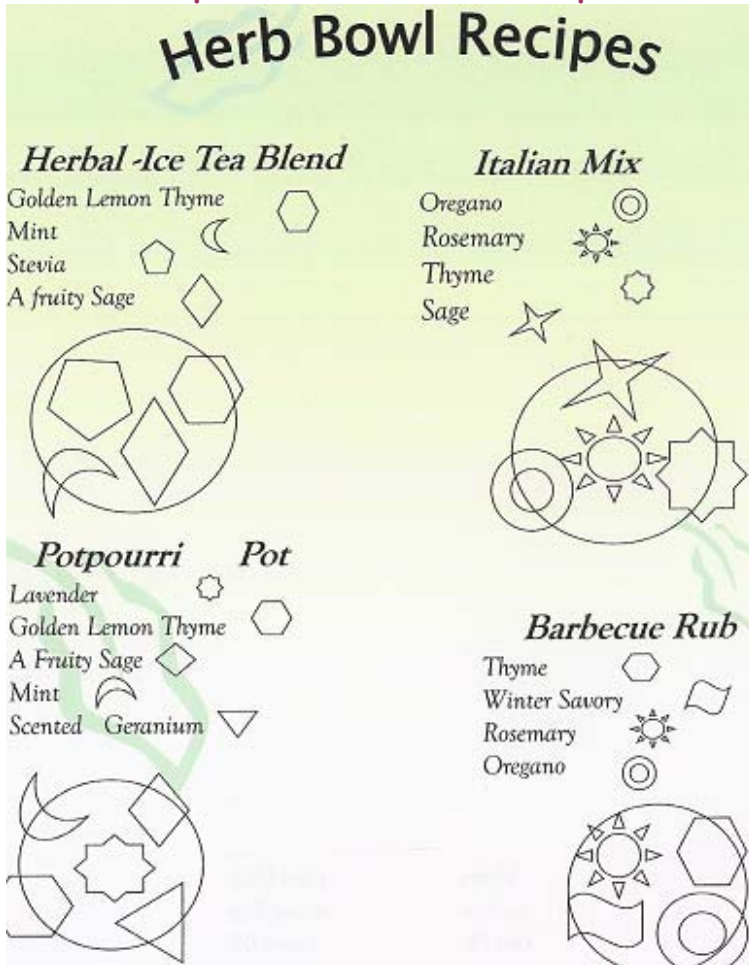 Herb Bowl Recipes
Herbal -Ice Tea Blend
Golden Lemon Thyme
Mint
Stevia
A fruity Sage
Italian Mix
Oregano
Rosemary
Thyme
Sage
Potpourri Pot
Lavender
Golden Lemon Thyme
A Fruity Sage
Mint
Scented Geranium
Barbecue Rub
Thyme
Winter Savory
Rosemary
Oregano